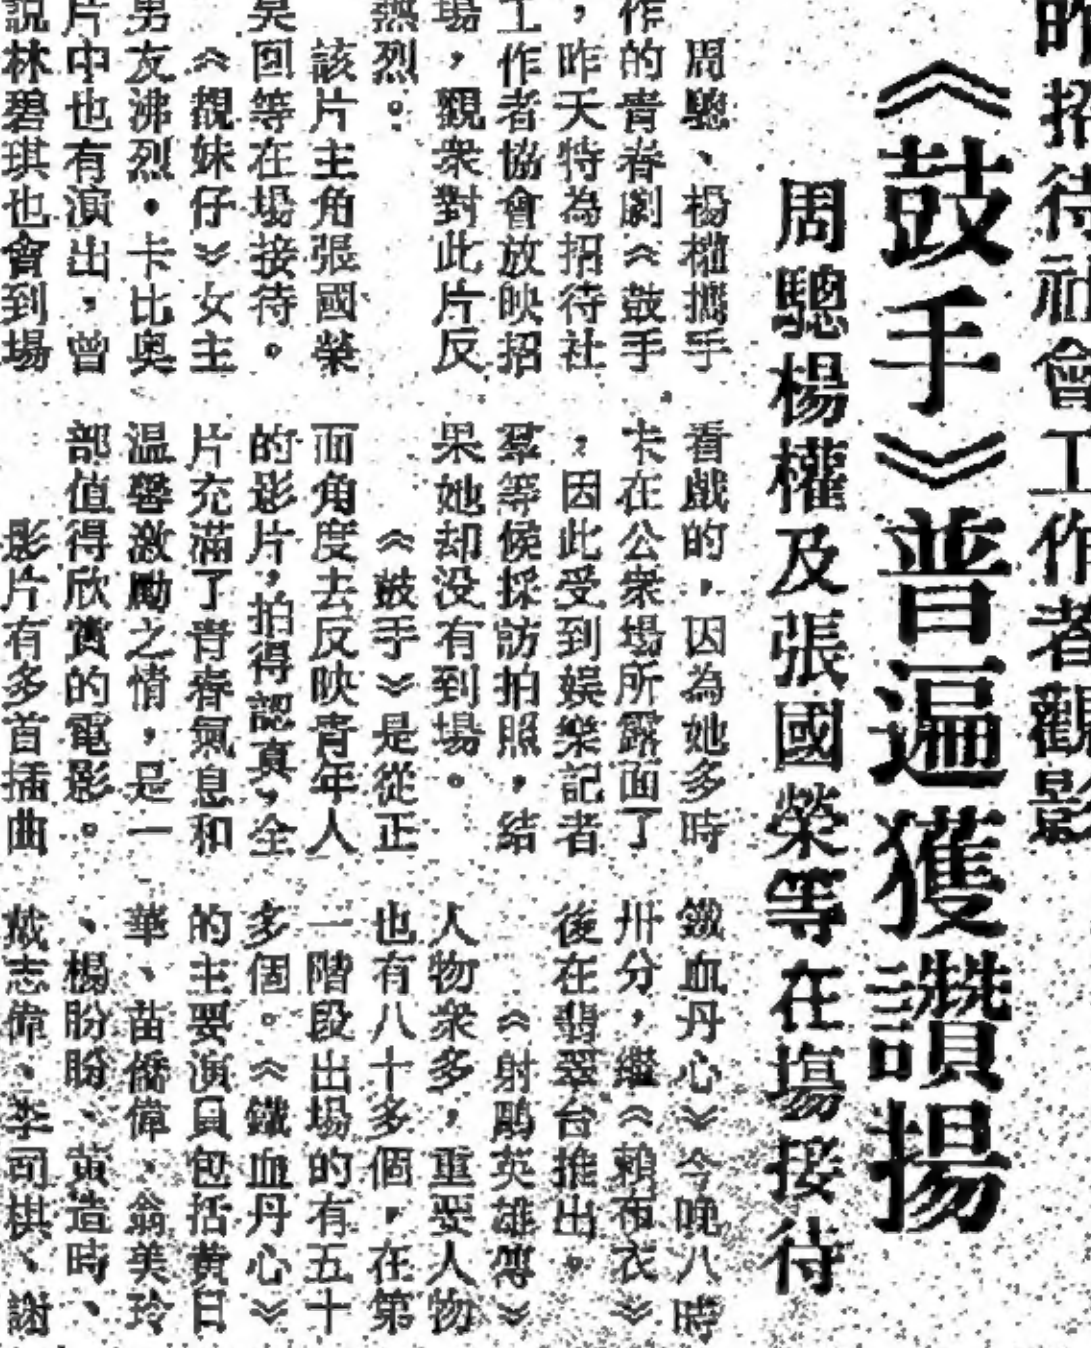 昨招待社會工作者觀影
《鼓手》普遍獲讚揚
周驄楊權及張國榮等在場接待
周驄、楊權攜手
作的青春劇《鼓手
，昨天特為招待社
工作者協會放映招
場，觀衆對此片反
熱烈。
該片主角張國榮
吳回等在場接待。
《靚妹仔》女主
男友沸烈・卡比奥
片中也有演出，曾
說林碧琪也會到場
看戲的，因為她多時
未在公衆場所露面了
，因此受到娛樂記者
羣等候採訪拍照，結
果她却没有到場。
《鼓手》是從正
面角度去反映青年人
的影片，拍得認真，全
片充滿了青春氣息和
温馨激勵之情，是一
部值得欣賞的電影。
影片有多首插曲
鐵血丹心》今晚八時
卅分，繼《賴布衣》
後在翡翠台推出。
《射鵰英雄傳》
人物衆多，重要人物
也有八十多個，在第
一階段出場的有五十
多個。《鐵血丹心》
的主要演員包括黃日
華、苗僑偉、翁美玲
、楊盼盼、黃造時、
戚志偉、李司棋、謝